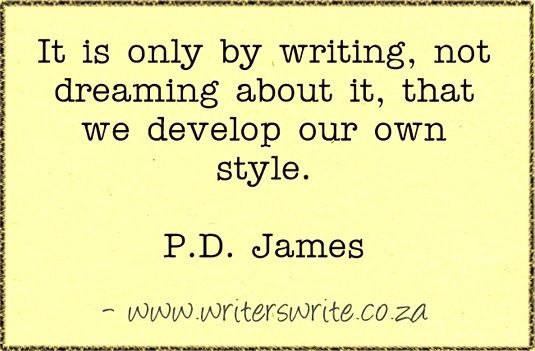 It is only by writing, not
dreaming about it, that
we develop our own
style.
P.D. James
- www.writerswrite.co.za